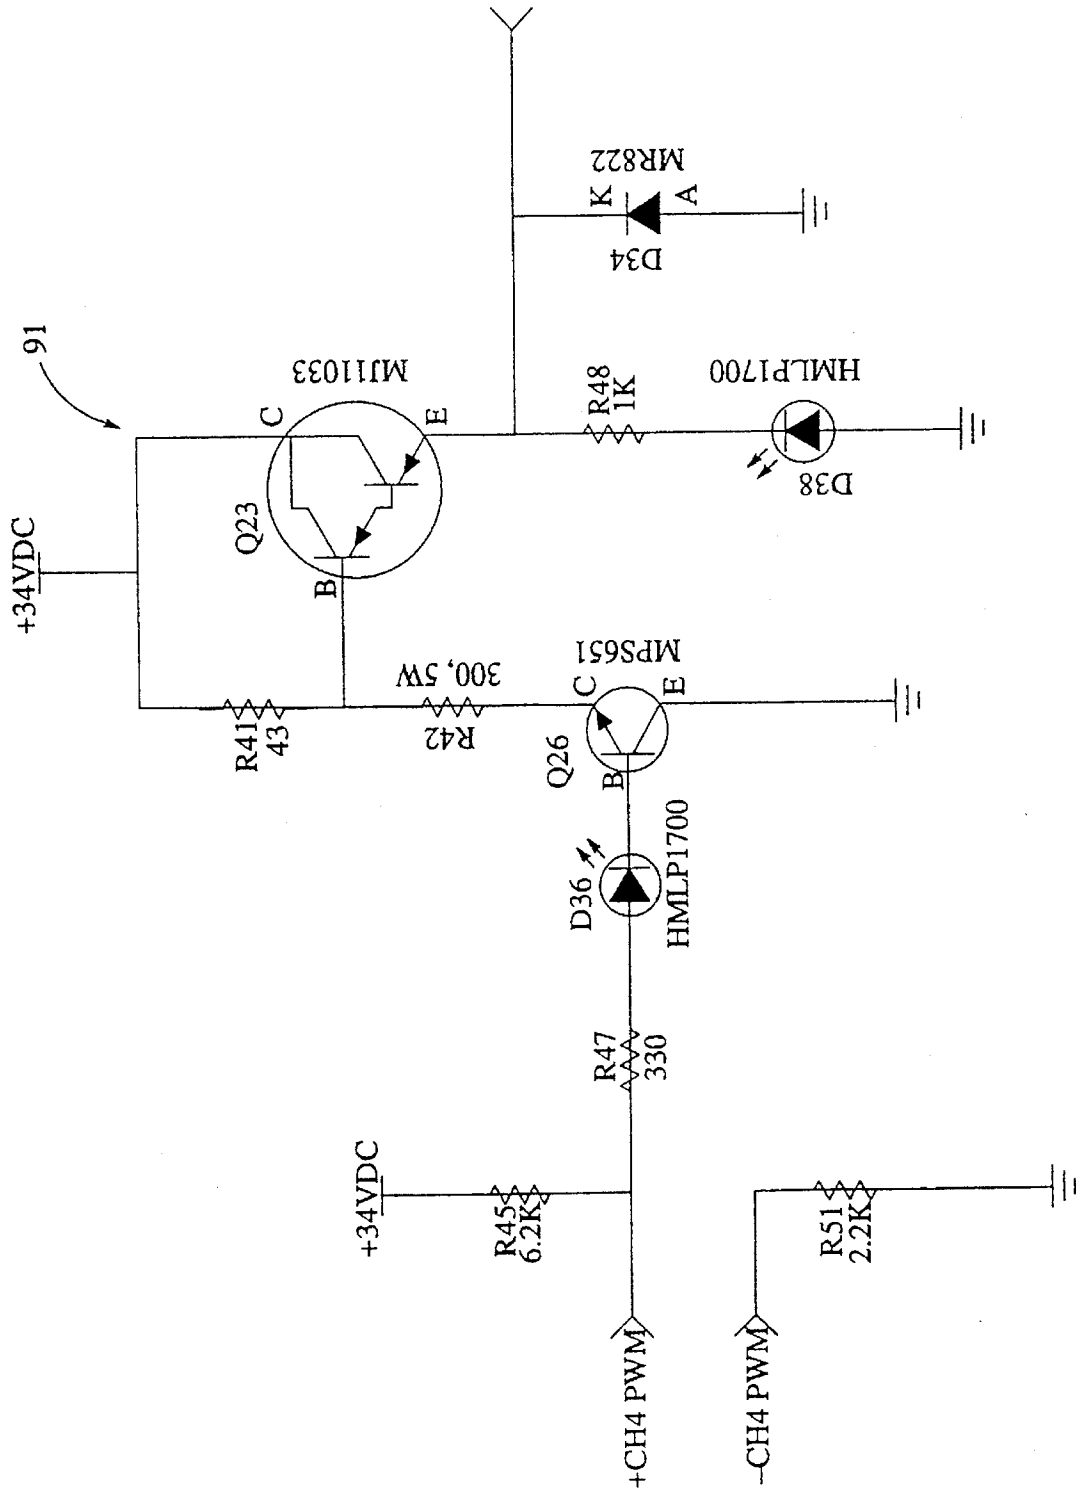 +34VDC
91
R41
43
Q23
C
B
E
MJ11033
+34VDC
R42
300, 5W
R45
6.2K
Q26
C
B
E
MPS651
R48
1K
K
A
D34
MR822
+CH4 PWM
R47
330
D36
HMLP1700
D38
HMLP1700
-CH4 PWM
R51
2.2K